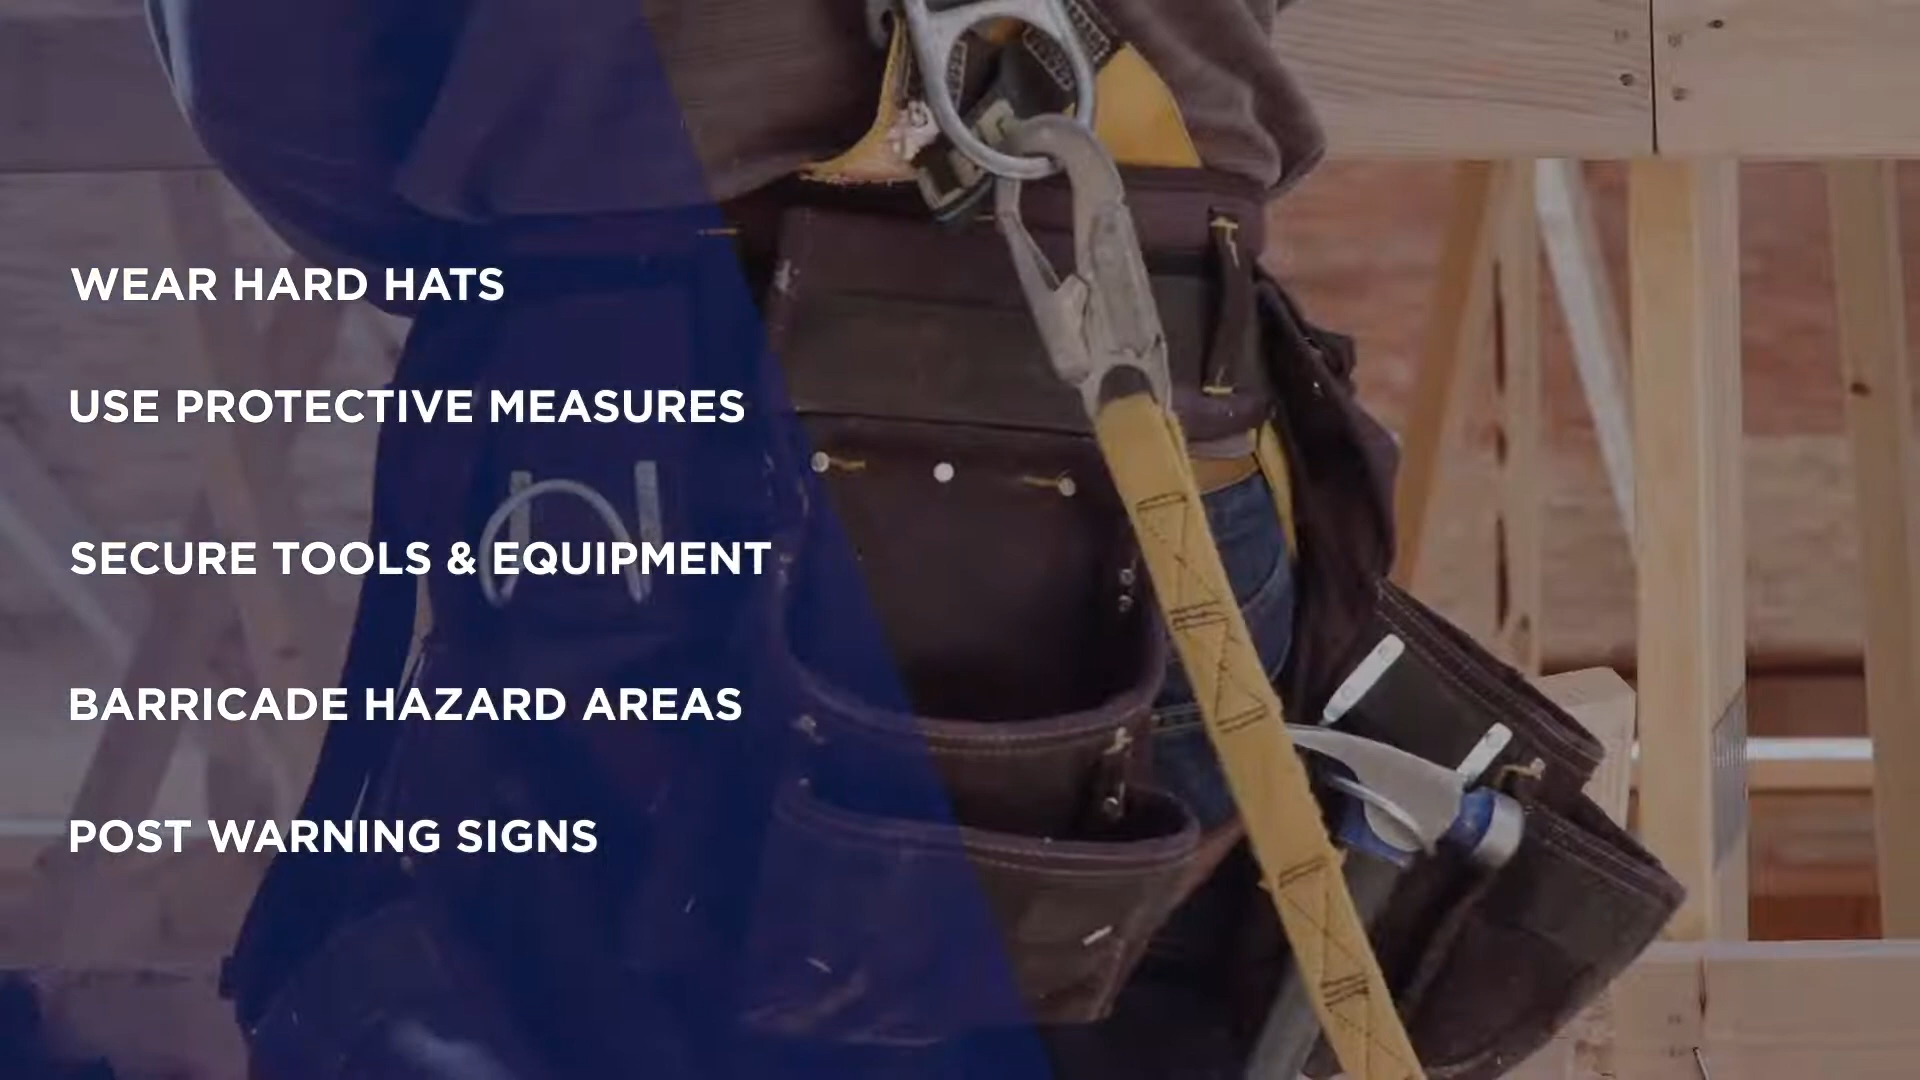 WEAR HARD HATS
USE PROTECTIVE MEASURES
SECURE TOOLS & EQUIPMENT
BARRICADE HAZARD AREAS
POST WARNING SIGNS